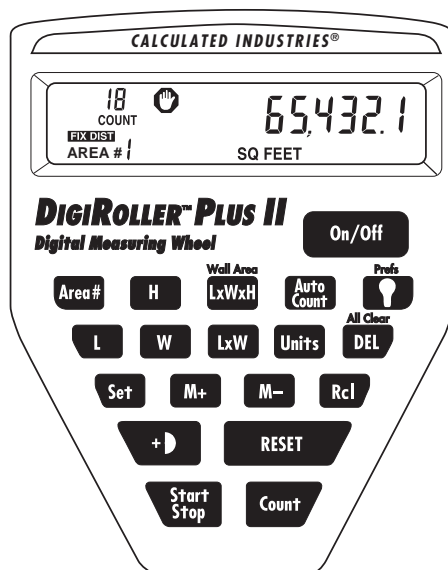 CALCULATED INDUSTRIES®
18 65,432.1
COUNT
FIX DIST
AREA #1 SQ FEET
DIGIROLLER™ PLUS II
Digital Measuring Wheel
On/Off
Wall Area Prefs
Area# H LxWxH Auto Count
All Clear
L W LxW Units DEL
Set M+ M− Rcl
+ RESET
Start Stop Count